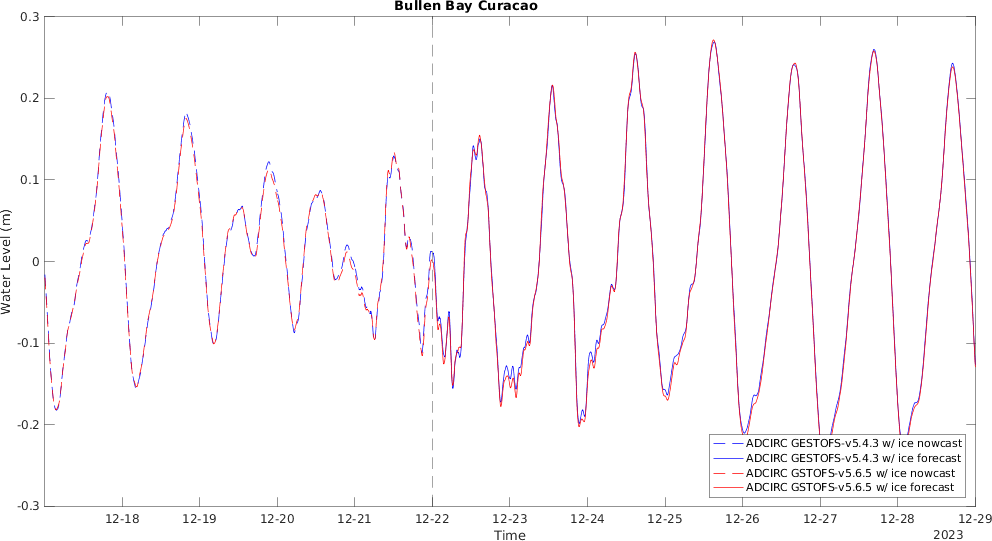 Bullen Bay Curacao
0.3
0.2
0.1
0
-0.1
-0.2
-0.3
Water Level (m)
ADCIRC GESTOFS-v5.4.3 w/ ice nowcast
ADCIRC GESTOFS-v5.4.3 w/ ice forecast
ADCIRC GSTOFS-v5.6.5 w/ ice nowcast
ADCIRC GSTOFS-v5.6.5 w/ ice forecast
12-18 12-19 12-20 12-21 12-22 12-23 12-24 12-25 12-26 12-27 12-28 12-29
Time
2023